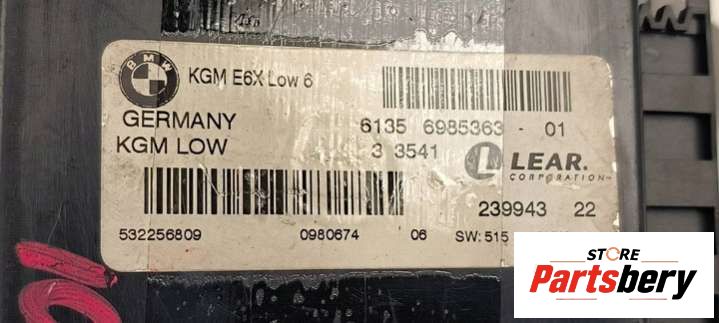 BMW
KGM E6X Low 6
GERMANY
6135 6985363 - 01
KGM LOW
3 3541
LEAR.
CORPORATION
239943 22
532256809 0980674 06 SW: 515
STORE
Partsbery